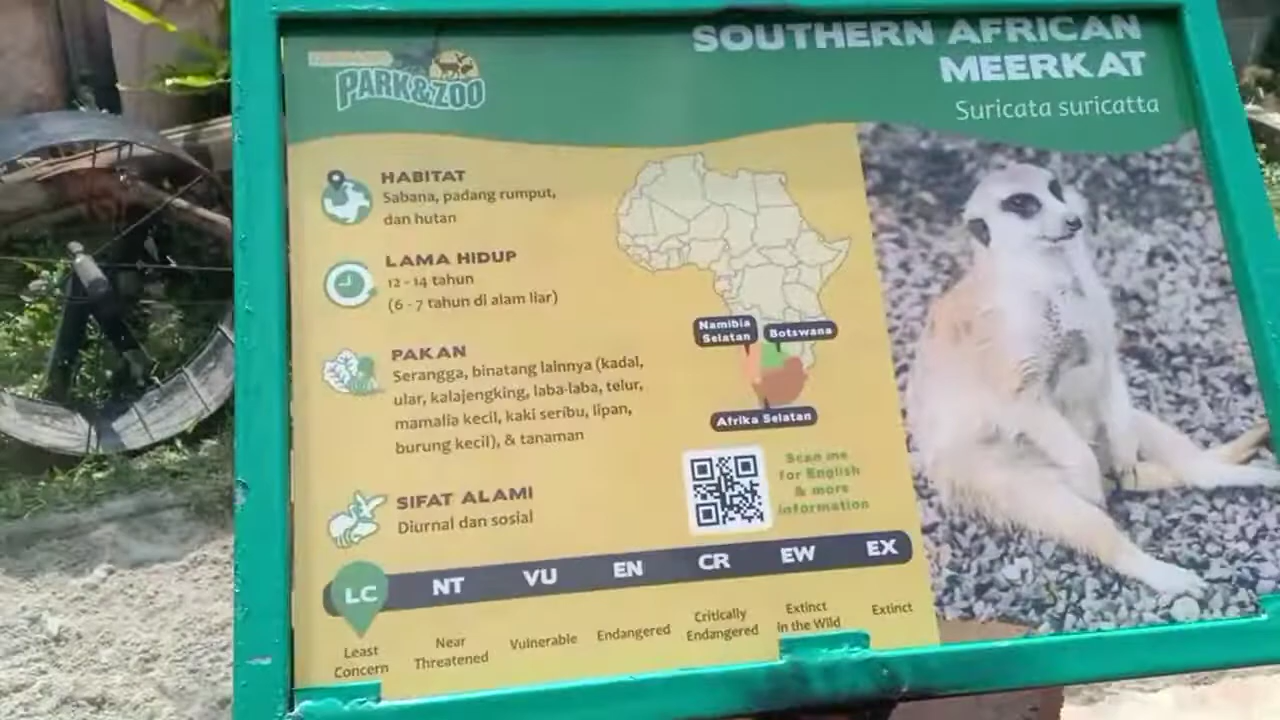 PARK&ZOO
SOUTHERN AFRICAN
MEERKAT
Suricata suricatta
HABITAT
Sabana, padang rumput,
dan hutan
LAMA HIDUP
12 - 14 tahun
(6 - 7 tahun di alam liar)
PAKAN
Serangga, binatang lainnya (kadal,
ular, kalajengking, laba-laba, telur,
mamalia kecil, kaki seribu, lipan,
burung kecil), & tanaman
SIFAT ALAMI
Diurnal dan sosial
Namibia
Selatan
Botswana
Afrika Selatan
Scan me
for English
& more
information
LC NT VU EN CR EW EX
Least
Concern
Near
Threatened
Vulnerable
Endangered
Critically
Endangered
Extinct
in the Wild
Extinct